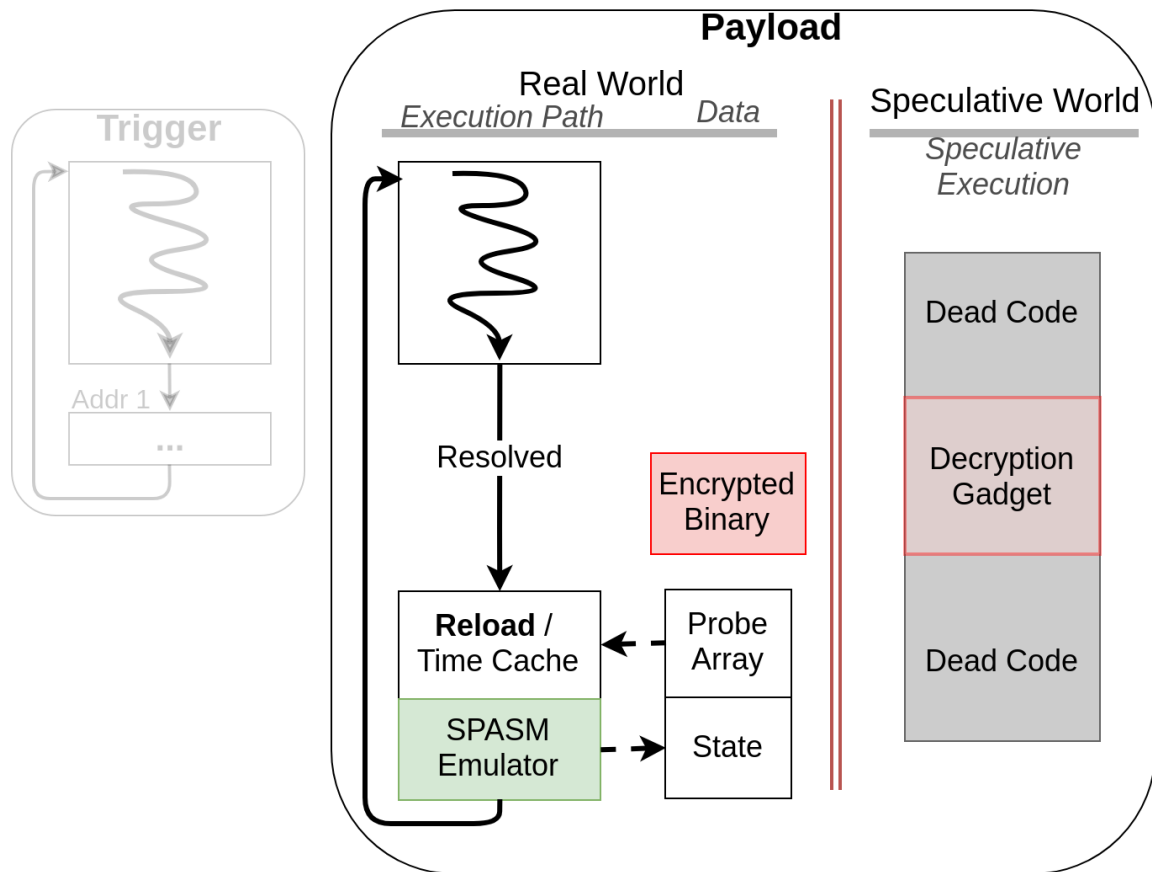 Payload
Real World
Execution Path
Data
Speculative World
Speculative
Execution
Trigger
Addr 1
...
Resolved
Encrypted
Binary
Reload /
Time Cache
SPASM
Emulator
Probe
Array
State
Dead Code
Decryption
Gadget
Dead Code